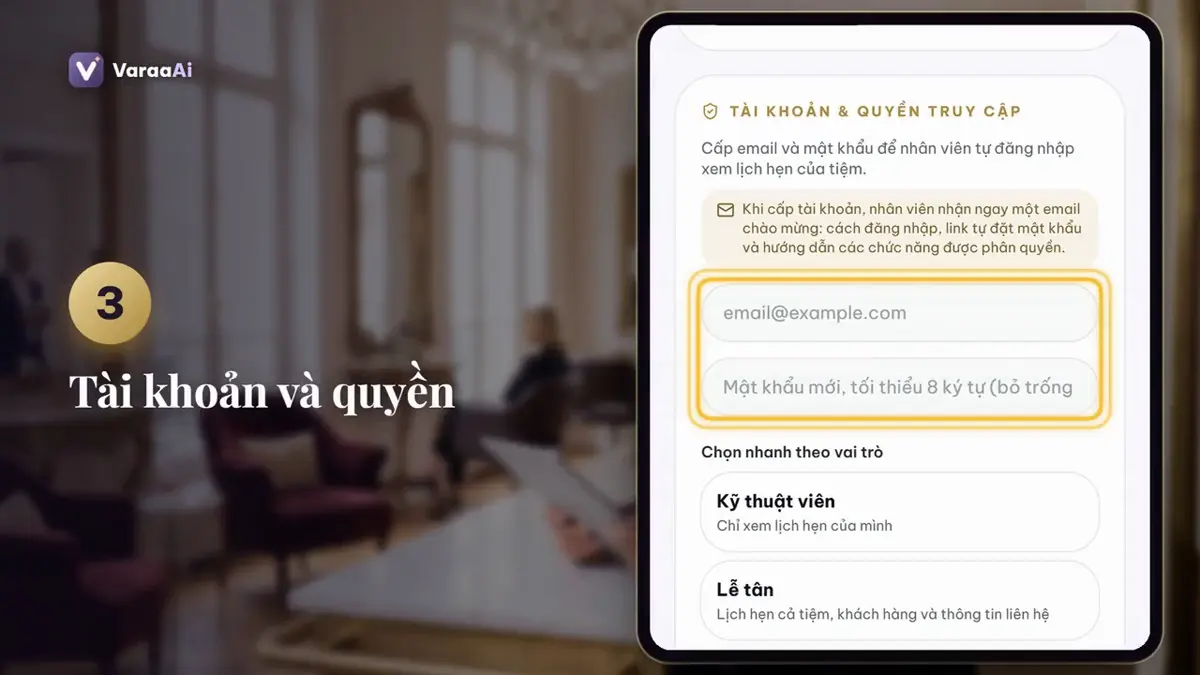 VaraaAi
3
Tài khoản và quyền
TÀI KHOẢN & QUYỀN TRUY CẬP
Cấp email và mật khẩu để nhân viên tự đăng nhập
xem lịch hẹn của tiệm.
Khi cấp tài khoản, nhân viên nhận ngay một email
chào mừng: cách đăng nhập, link tự đặt mật khẩu
và hướng dẫn các chức năng được phân quyền.
email@example.com
Mật khẩu mới, tối thiểu 8 ký tự (bỏ trống
Chọn nhanh theo vai trò
Kỹ thuật viên
Chỉ xem lịch hẹn của mình
Lễ tân
Lịch hẹn cả tiệm, khách hàng và thông tin liên hệ